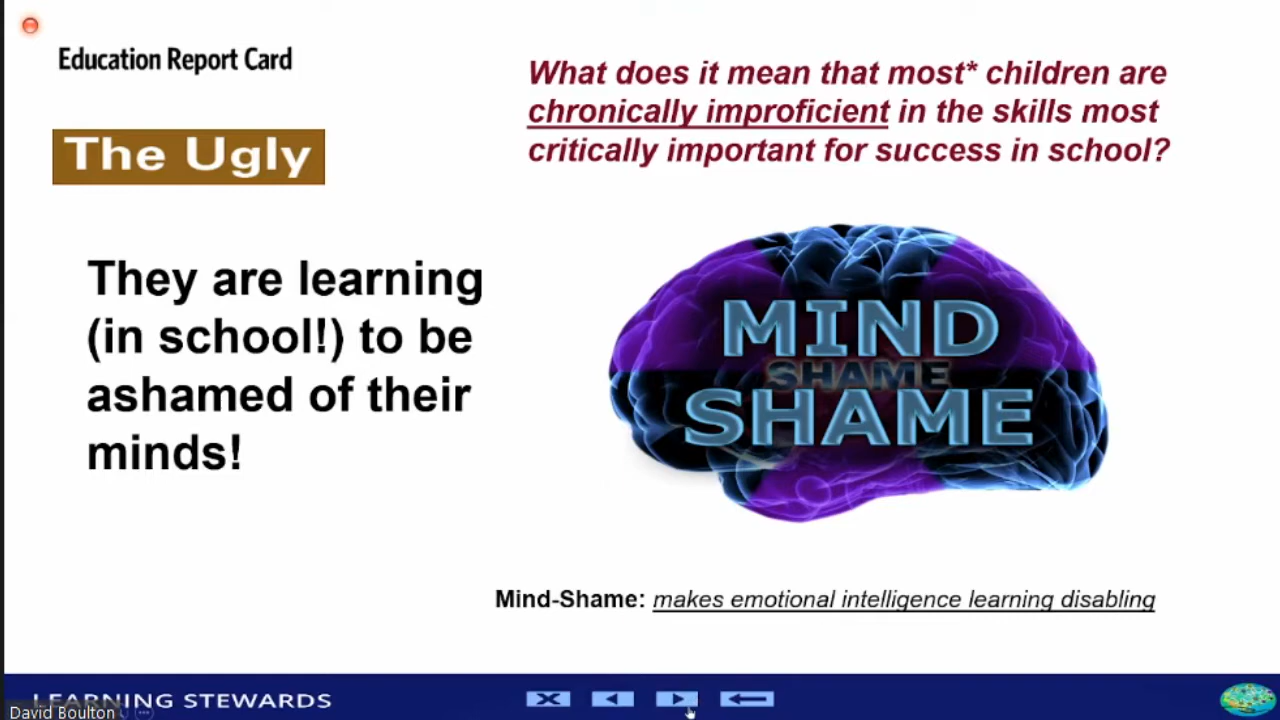 Education Report Card
The Ugly
What does it mean that most* children are
chronically improficient in the skills most
critically important for success in school?
They are learning
(in school!) to be
ashamed of their
minds!
MIND
SHAME
SHAME
Mind-Shame: makes emotional intelligence learning disabling
LEARNING STEWARDS
David Boulton